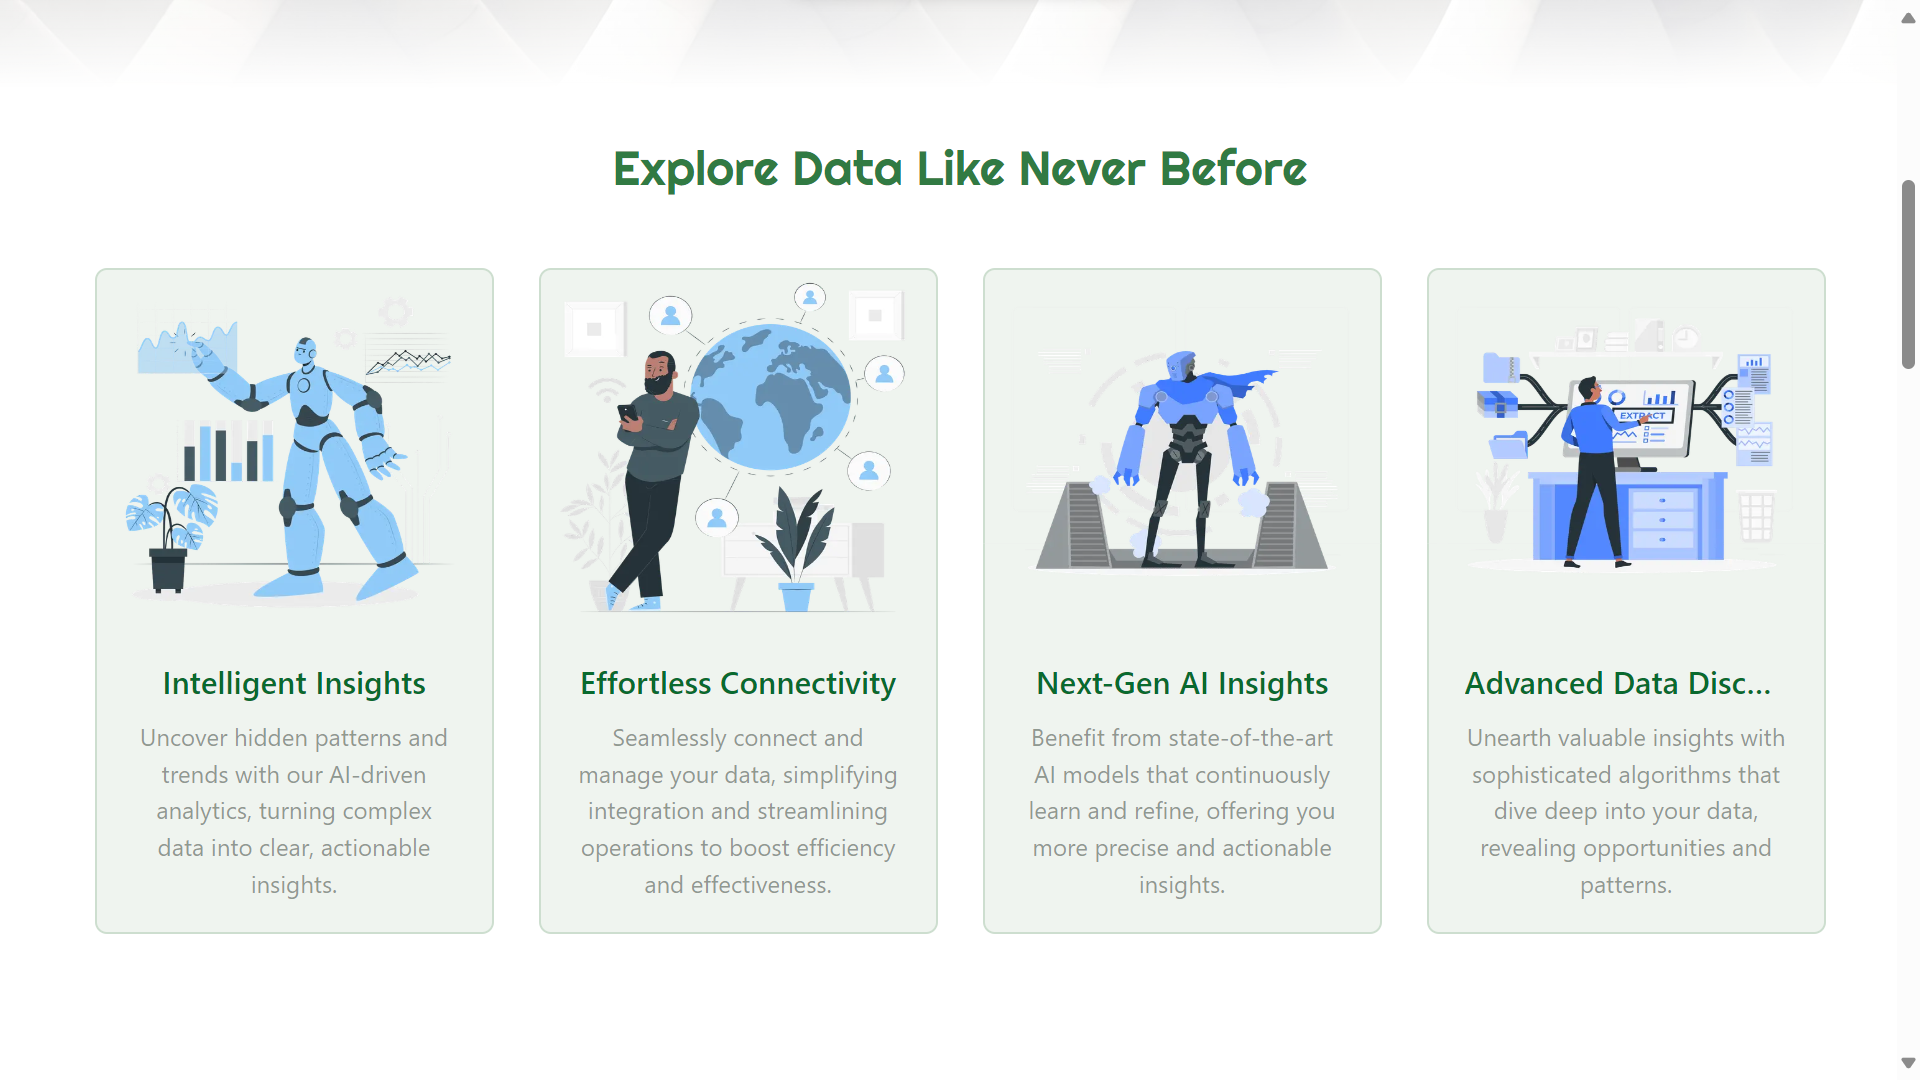 Explore Data Like Never Before
EXTRACT
Intelligent Insights
Uncover hidden patterns and
trends with our AI-driven
analytics, turning complex
data into clear, actionable
insights.
Effortless Connectivity
Seamlessly connect and
manage your data, simplifying
integration and streamlining
operations to boost efficiency
and effectiveness.
Next-Gen AI Insights
Benefit from state-of-the-art
AI models that continuously
learn and refine, offering you
more precise and actionable
insights.
Advanced Data Disc...
Unearth valuable insights with
sophisticated algorithms that
dive deep into your data,
revealing opportunities and
patterns.